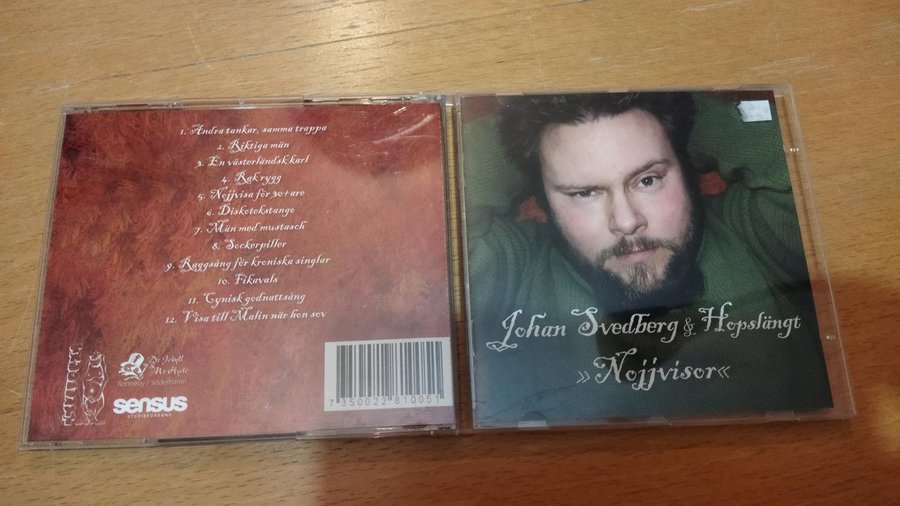 1. Andra tankar, samma trappa
2. Riktiga män
3. En västerländsk karl
4. Rak rygg
5. Nojjvisa för 30+are
6. Diskotekstango
7. Män med mustasch
8. Sockerpiller
9. Raggsång för kroniska singlar
10. Fikavals
11. Cynisk godnattsång
12. Visa till Malin när hon sov
Dr Jekyll
Mr Hyde
Ronneby / Söderhamn
sensus
STUDIEFÖRBUND
7 350022 810051
Johan Svedberg & Hopslängt
»Nojjvisor«